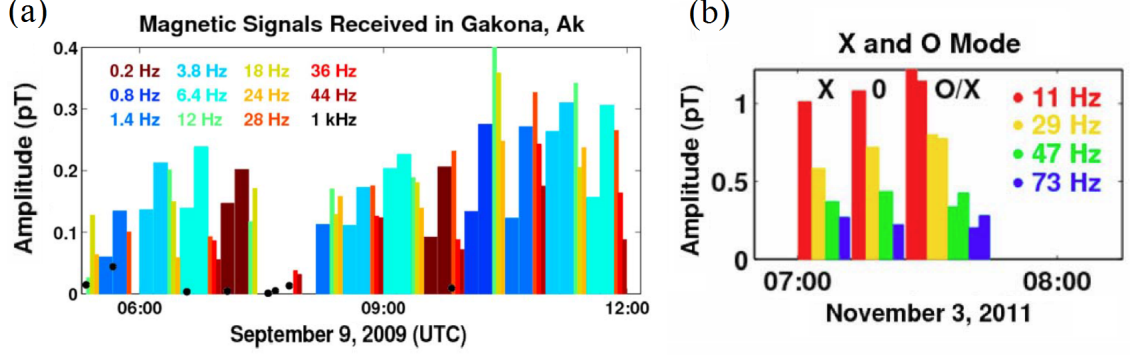 (a)
Magnetic Signals Received in Gakona, Ak
Amplitude (pT)
0.4
0.3
0.2
0.1
0
0.2 Hz 3.8 Hz 18 Hz 36 Hz
0.8 Hz 6.4 Hz 24 Hz 44 Hz
1.4 Hz 12 Hz 28 Hz 1 kHz
06:00 09:00 12:00
September 9, 2009 (UTC)
(b)
X and O Mode
Amplitude (pT)
1
0.5
0
X 0 O/X
11 Hz
29 Hz
47 Hz
73 Hz
07:00 08:00
November 3, 2011